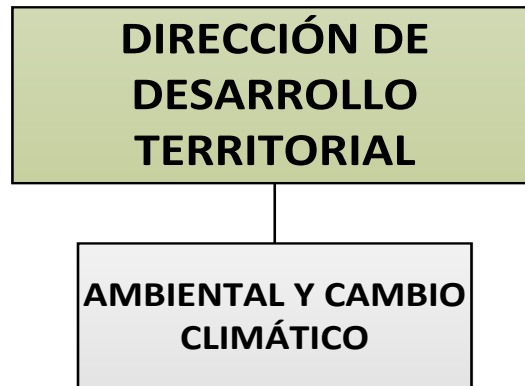 DIRECCIÓN DE
DESARROLLO
TERRITORIAL
AMBIENTAL Y CAMBIO
CLIMÁTICO